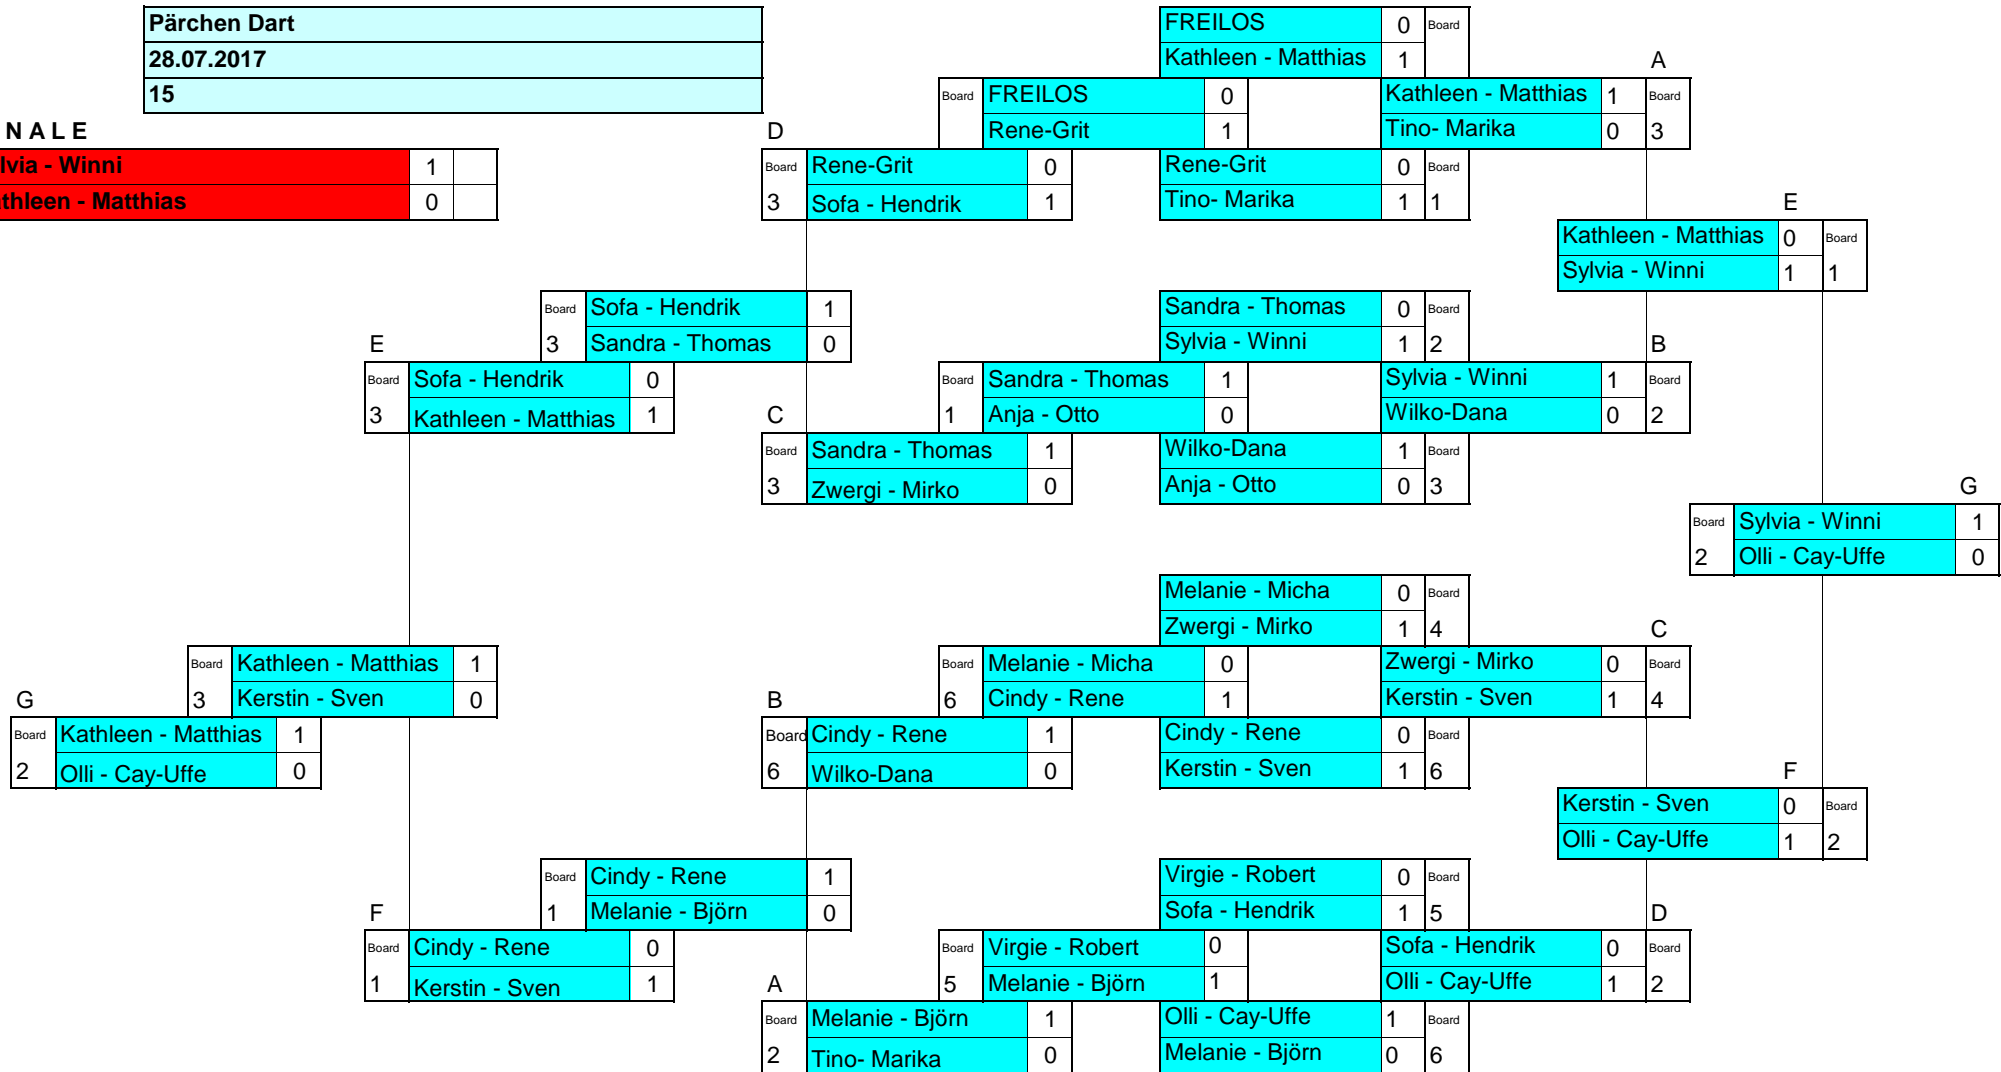 Pärchen Dart
28.07.2017
15
N A L E
lvia - Winni 1
thleen - Matthias 0
FREILOS 0 Board
Kathleen - Matthias 1
A
Board FREILOS 0
Rene-Grit 1
Kathleen - Matthias 1 Board
Tino- Marika 0 3
D
Board Rene-Grit 0
3 Sofa - Hendrik 1
Rene-Grit 0 Board
Tino- Marika 1 1
E
Kathleen - Matthias 0 Board
Sylvia - Winni 1 1
Board Sofa - Hendrik 1
3 Sandra - Thomas 0
Sandra - Thomas 0 Board
Sylvia - Winni 1 2
E
B
Board Sofa - Hendrik 0
3 Kathleen - Matthias 1
Board Sandra - Thomas 1
1 Anja - Otto 0
Sylvia - Winni 1 Board
Wilko-Dana 0 2
C
Board Sandra - Thomas 1
3 Zwergi - Mirko 0
Wilko-Dana 1 Board
Anja - Otto 0 3
G
Board Sylvia - Winni 1
2 Olli - Cay-Uffe 0
Melanie - Micha 0 Board
Zwergi - Mirko 1 4
C
Board Kathleen - Matthias 1
3 Kerstin - Sven 0
Board Melanie - Micha 0
6 Cindy - Rene 1
Zwergi - Mirko 0 Board
Kerstin - Sven 1 4
G
B
Board Kathleen - Matthias 1
2 Olli - Cay-Uffe 0
Board Cindy - Rene 1
6 Wilko-Dana 0
Cindy - Rene 0 Board
Kerstin - Sven 1 6
F
Kerstin - Sven 0 Board
Olli - Cay-Uffe 1 2
Board Cindy - Rene 1
1 Melanie - Björn 0
Virgie - Robert 0 Board
Sofa - Hendrik 1 5
F
D
Board Cindy - Rene 0
1 Kerstin - Sven 1
Board Virgie - Robert 0
5 Melanie - Björn 1
Sofa - Hendrik 0 Board
Olli - Cay-Uffe 1 2
A
Board Melanie - Björn 1
2 Tino- Marika 0
Olli - Cay-Uffe 1 Board
Melanie - Björn 0 6